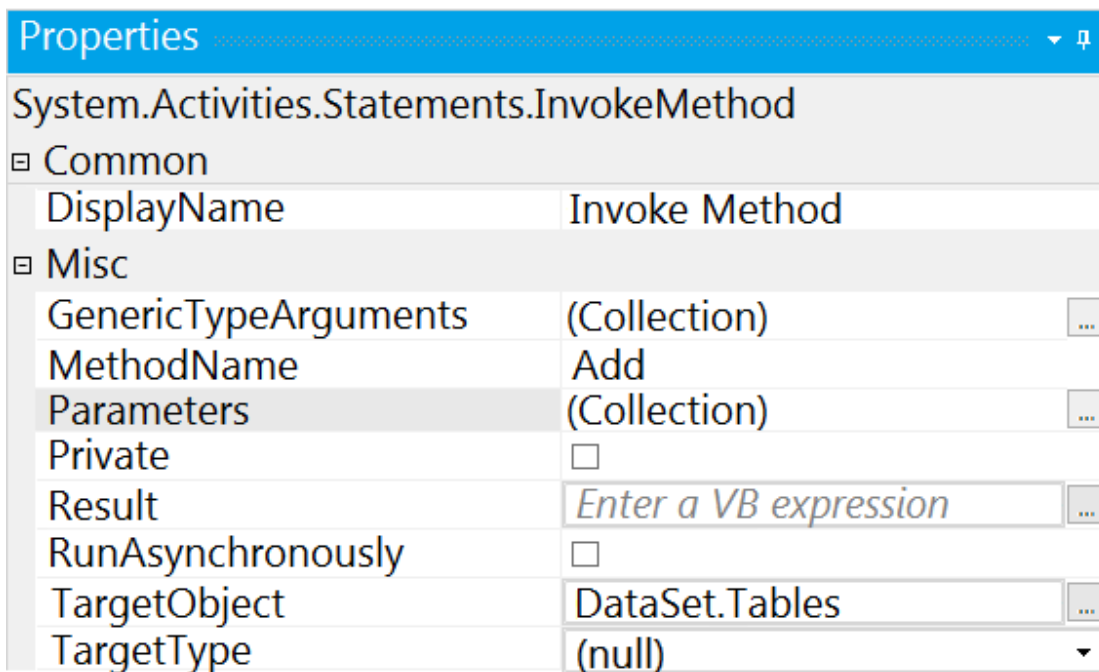 Properties
System.Activities.Statements.InvokeMethod
Common
DisplayName Invoke Method
Misc
GenericTypeArguments (Collection) ...
MethodName Add
Parameters (Collection) ...
Private
Result Enter a VB expression ...
RunAsynchronously
TargetObject DataSet.Tables ...
TargetType (null)